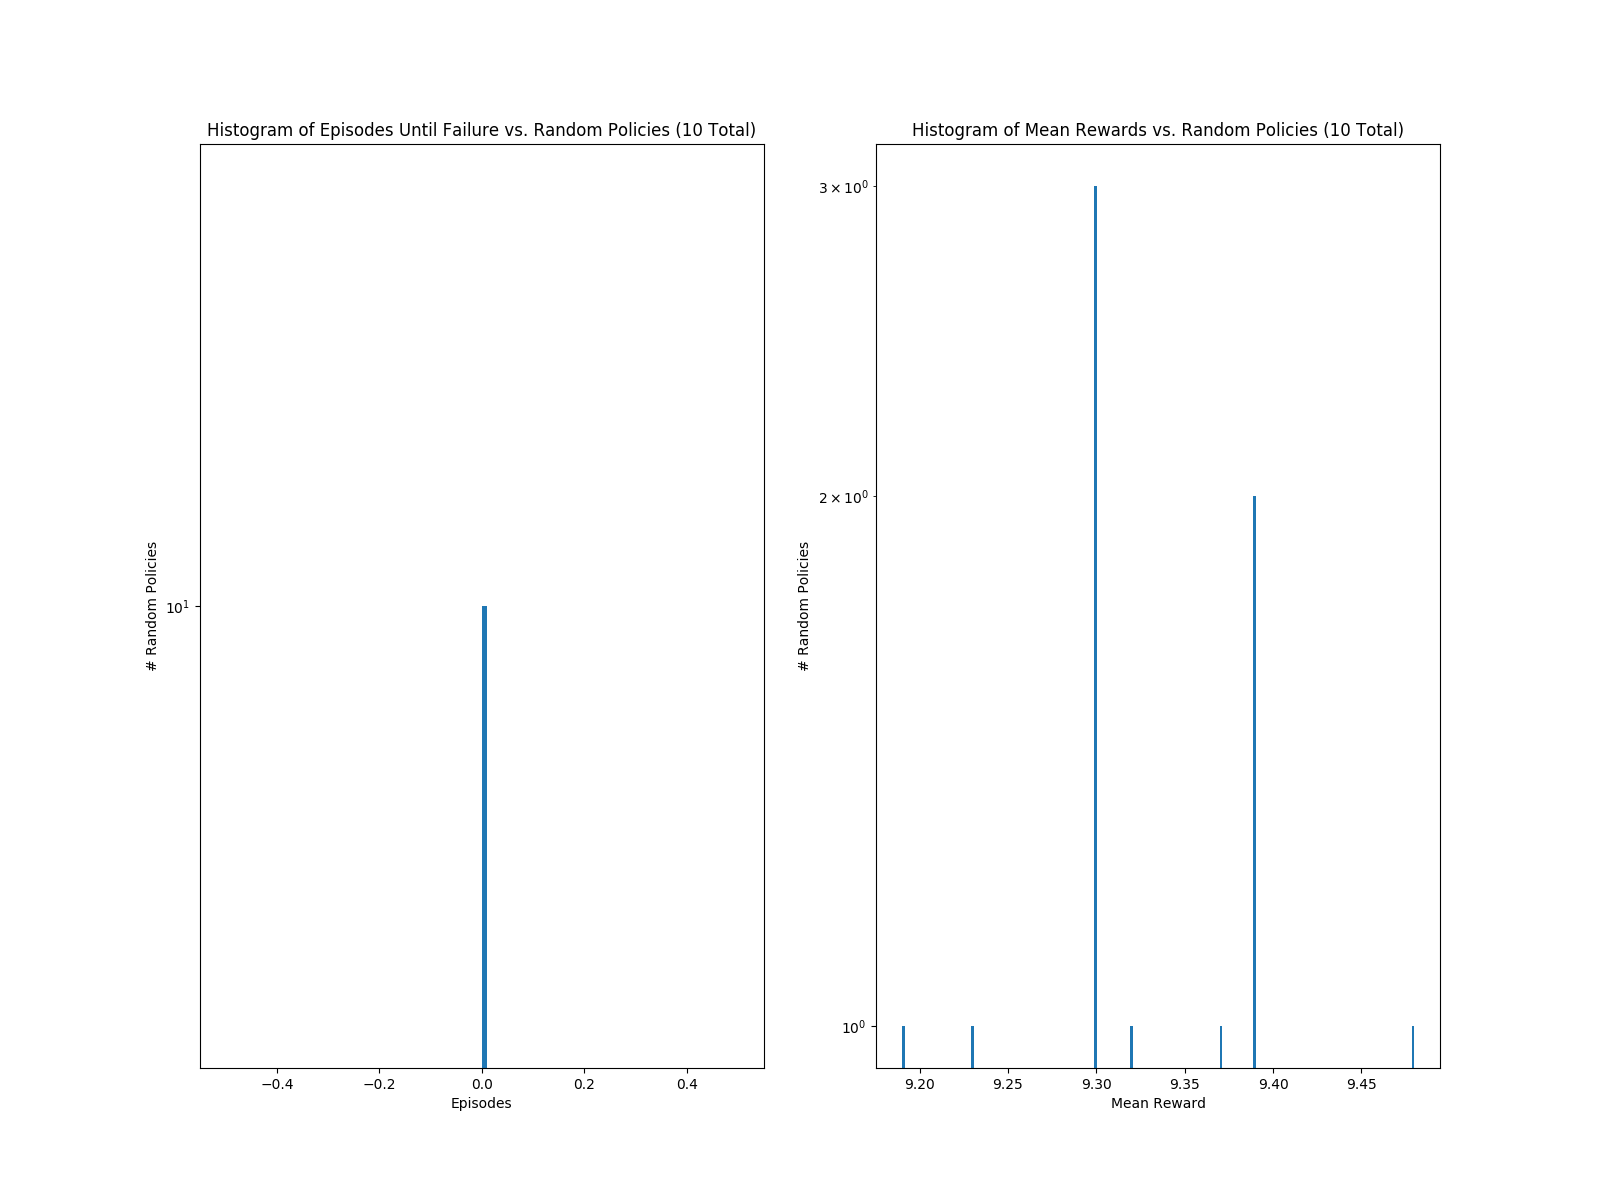 Histogram of Episodes Until Failure vs. Random Policies (10 Total)
# Random Policies
10¹
−0.4 −0.2 0.0 0.2 0.4
Episodes
Histogram of Mean Rewards vs. Random Policies (10 Total)
# Random Policies
3 × 10⁰
2 × 10⁰
10⁰
9.20 9.25 9.30 9.35 9.40 9.45
Mean Reward